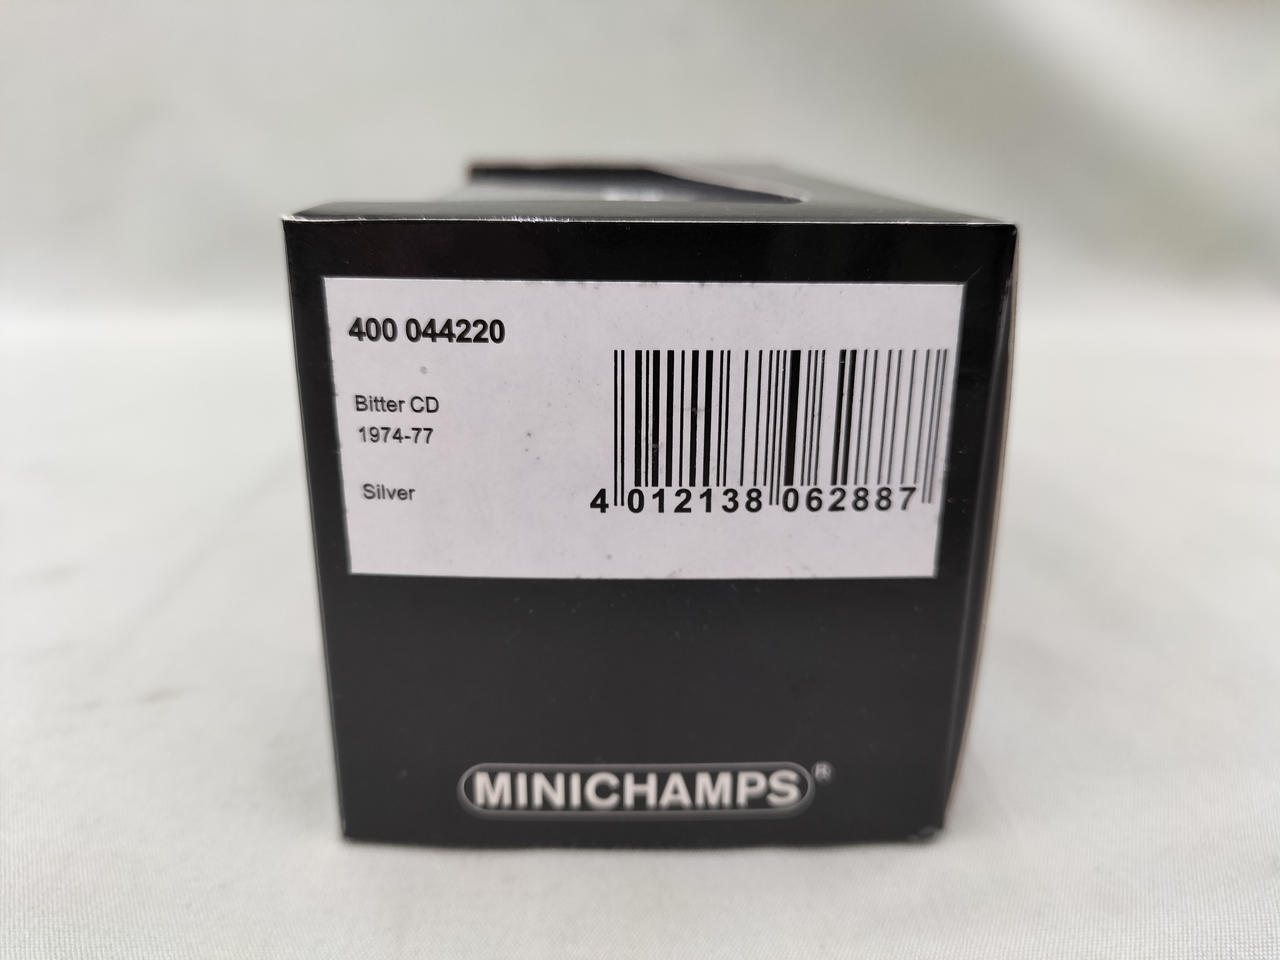 400 044220
Bitter CD
1974-77
Silver
4 012138 062887
MINICHAMPS®